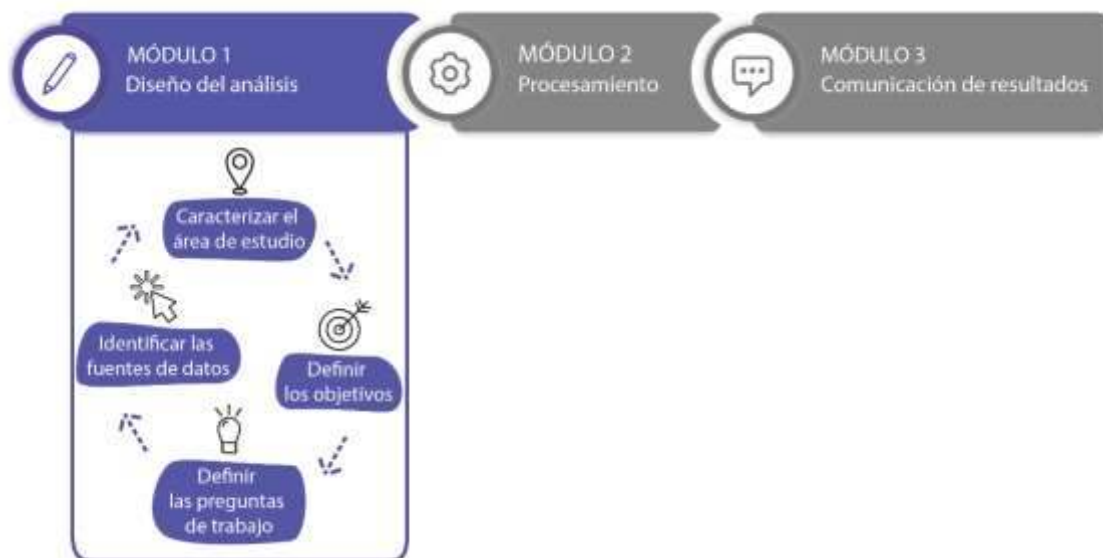 MÓDULO 1
Diseño del análisis
MÓDULO 2
Procesamiento
MÓDULO 3
Comunicación de resultados
Caracterizar el
área de estudio
Identificar las
fuentes de datos
Definir
los objetivos
Definir
las preguntas
de trabajo